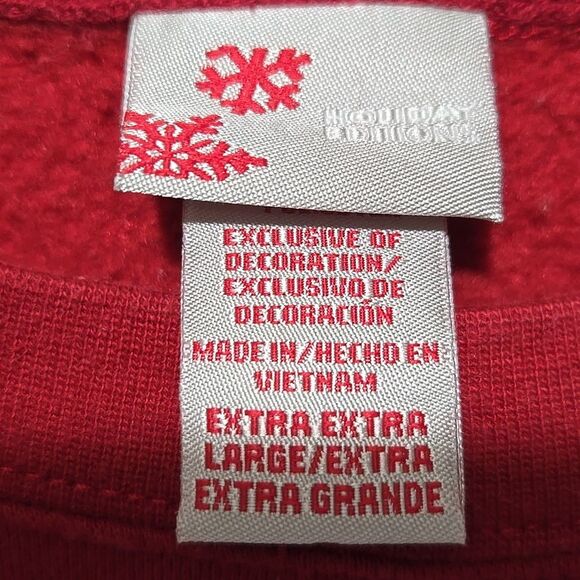 HOLIDAY
EDITIONS
EXCLUSIVE OF
DECORATION/
EXCLUSIVO DE
DECORACIÓN
MADE IN/HECHO EN
VIETNAM
EXTRA EXTRA
LARGE/EXTRA
EXTRA GRANDE